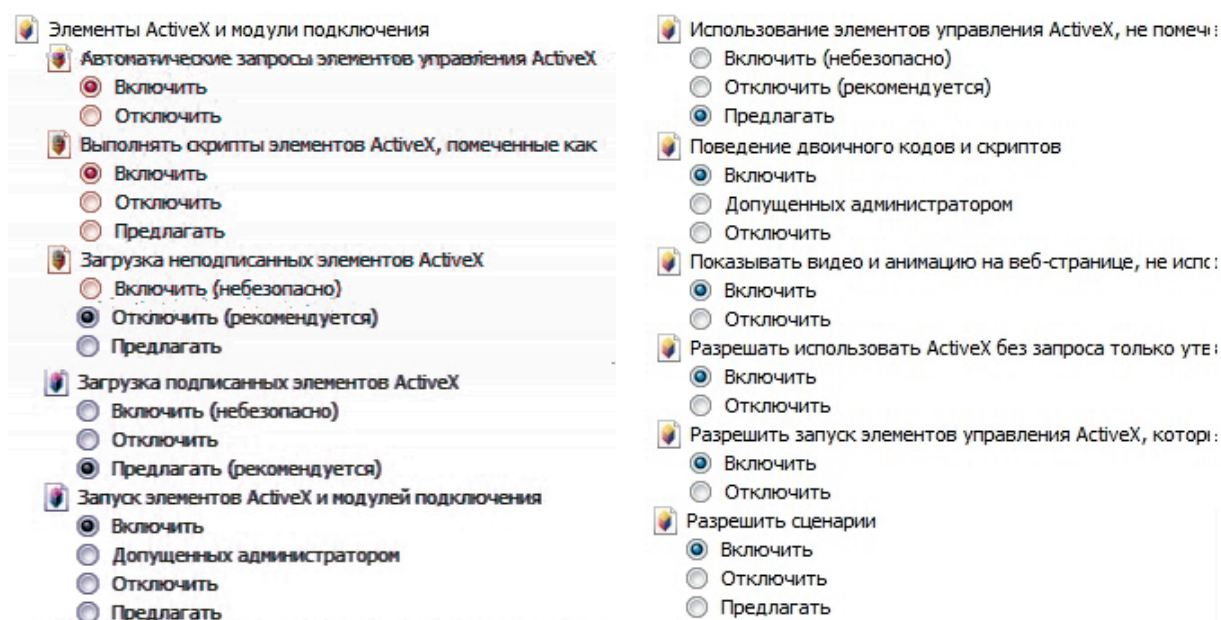 Элементы ActiveX и модули подключения
Автоматические запросы элементов управления ActiveX
Включить
Отключить
Выполнять скрипты элементов ActiveX, помеченные как
Включить
Отключить
Предлагать
Загрузка неподписанных элементов ActiveX
Включить (небезопасно)
Отключить (рекомендуется)
Предлагать
Загрузка подписанных элементов ActiveX
Включить (небезопасно)
Отключить
Предлагать (рекомендуется)
Запуск элементов ActiveX и модулей подключения
Включить
Допущенных администратором
Отключить
Предлагать
Использование элементов управления ActiveX, не
Включить (небезопасно)
Отключить (рекомендуется)
Предлагать
Поведение двоичного кодов и скриптов
Включить
Допущенных администратором
Отключить
Показывать видео и анимацию на веб-странице, не
Включить
Отключить
Разрешать использовать ActiveX без запроса только
Включить
Отключить
Разрешить запуск элементов управления ActiveX,
Включить
Отключить
Разрешить сценарии
Включить
Отключить
Предлагать